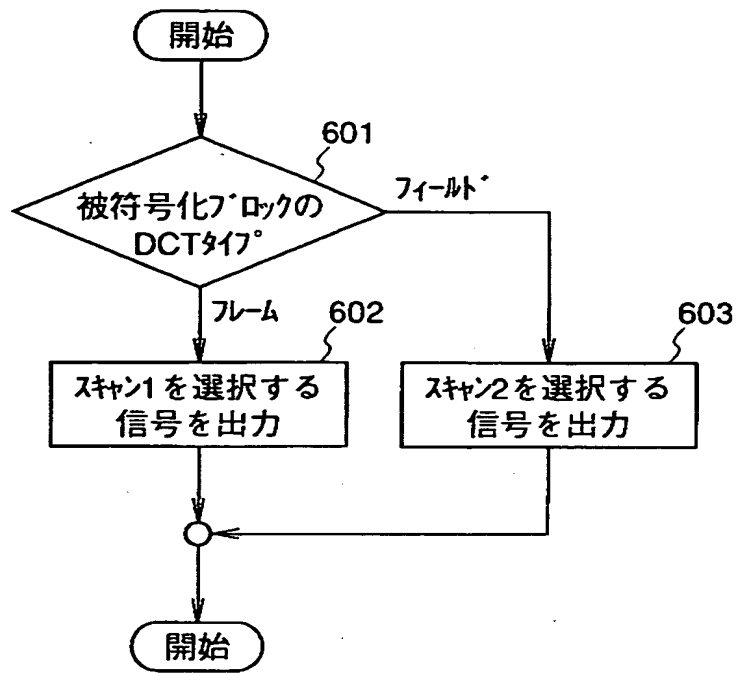 開始
601
被符号化ブロックの
DCTタイプ
フィールド
フレーム
602
603
スキャン1を選択する
信号を出力
スキャン2を選択する
信号を出力
開始